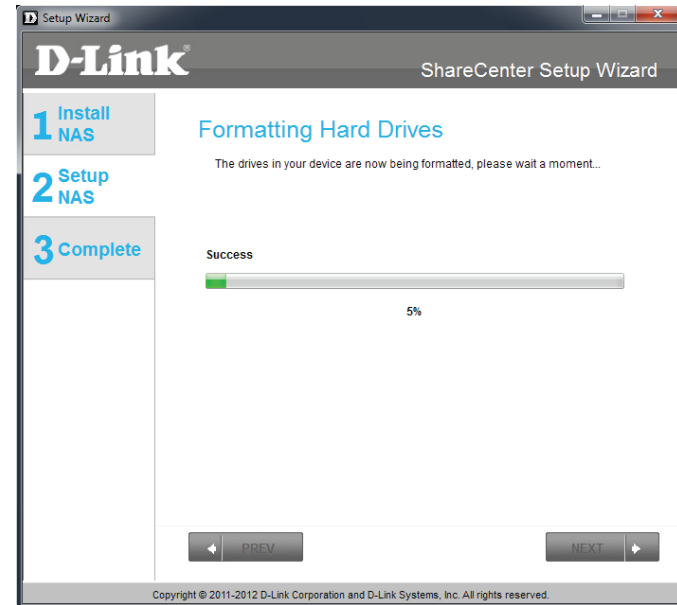 Setup Wizard
D-Link®
ShareCenter Setup Wizard
1 Install
NAS
2 Setup
NAS
3 Complete
Formatting Hard Drives
The drives in your device are now being formatted, please wait a moment...
Success
5%
PREV
NEXT
Copyright © 2011-2012 D-Link Corporation and D-Link Systems, Inc. All rights reserved.